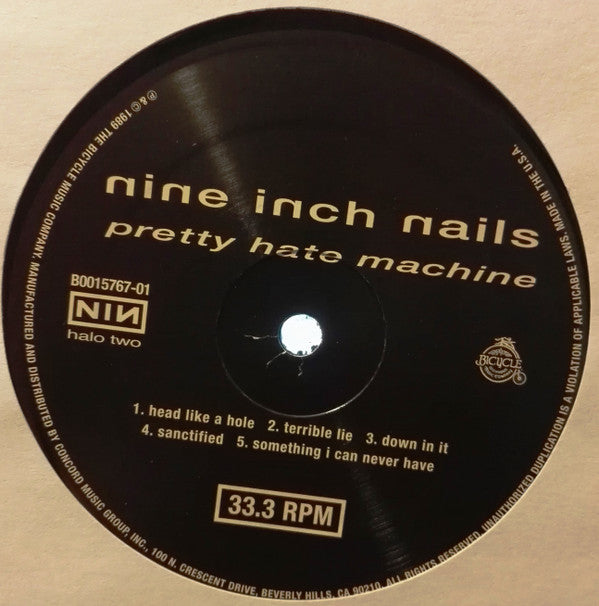 nine inch nails
pretty hate machine
B0015767-01
NIN
halo two
BICYCLE
1. head like a hole 2. terrible lie 3. down in it
4. sanctified 5. something i can never have
33.3 RPM
℗ & © 1989 THE BICYCLE MUSIC COMPANY. MANUFACTURED AND DISTRIBUTED BY CONCORD MUSIC GROUP, INC., 100 N. CRESCENT DRIVE, BEVERLY HILLS, CA 90210. ALL RIGHTS RESERVED. UNAUTHORIZED DUPLICATION IS A VIOLATION OF APPLICABLE LAWS. MADE IN THE U.S.A.